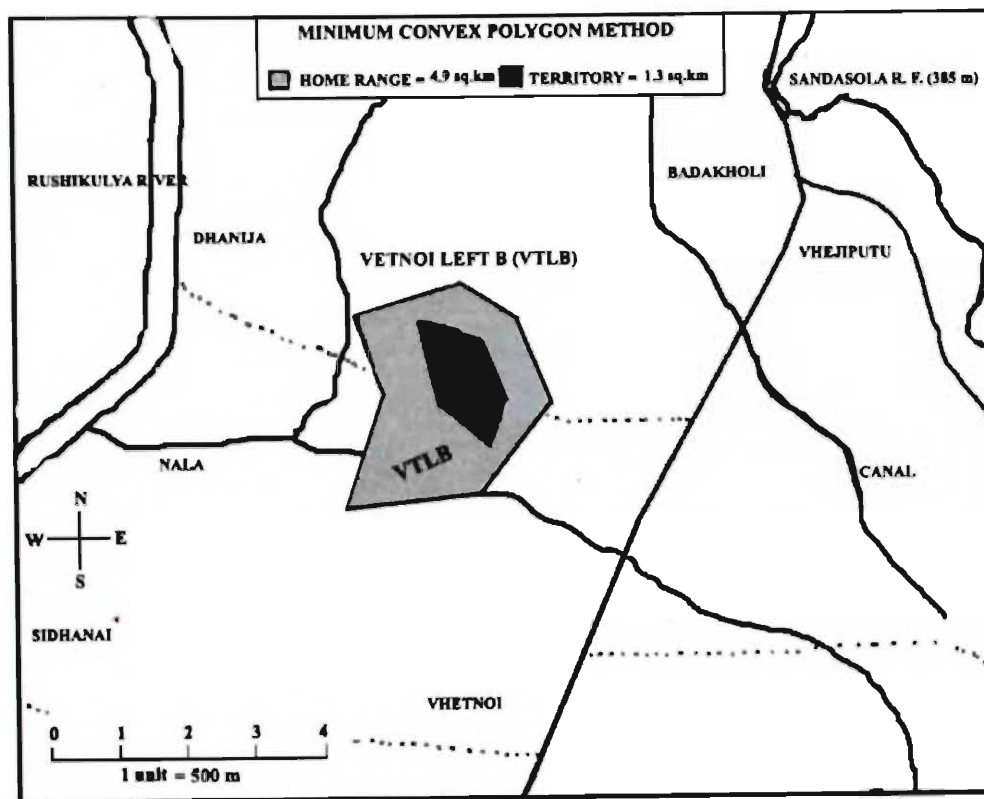 MINIMUM CONVEX POLYGON METHOD
HOME RANGE = 4.9 sq.km TERRITORY = 1.3 sq.km
SANDASOLA R. F. (385 m)
RUSHIKULYA RIVER
BADAKHOLI
DHANIJA
VHEJIPUTU
VETNOI LEFT B (VTLB)
VTLB
NALA
CANAL
N
W E
S
SIDHANAI
VHETNOI
0 1 2 3 4
1 unit = 500 m